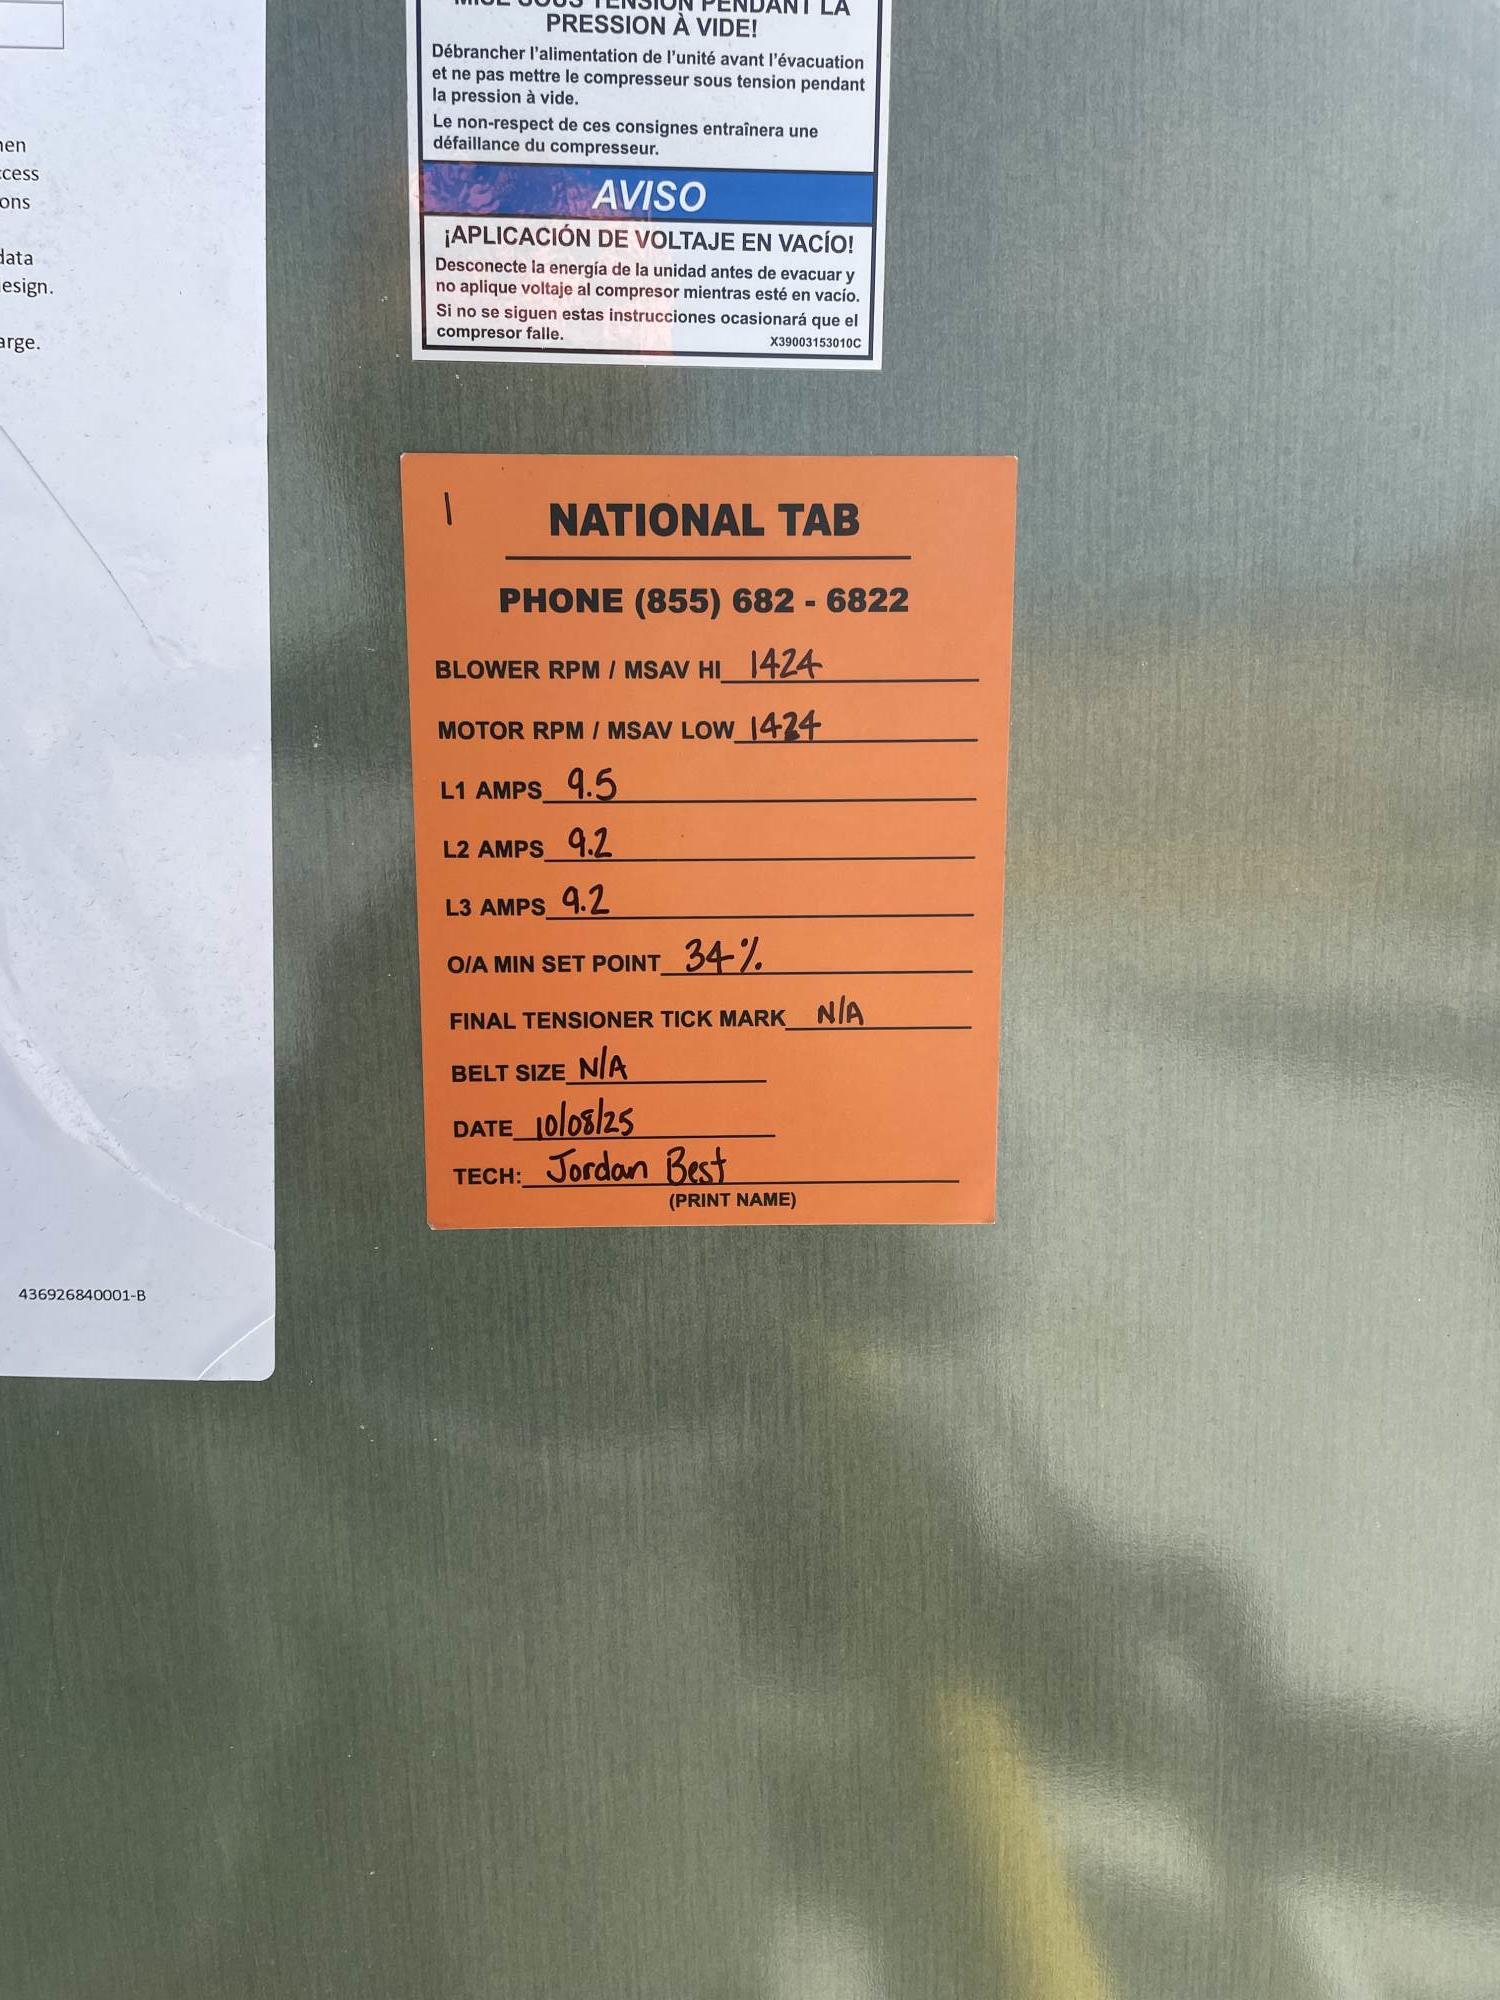 PRESSION À VIDE!
Débrancher l'alimentation de l'unité avant l'évacuation
et ne pas mettre le compresseur sous tension pendant
la pression à vide.
Le non-respect de ces consignes entraînera une
défaillance du compresseur.
AVISO
¡APLICACIÓN DE VOLTAJE EN VACÍO!
Desconecte la energía de la unidad antes de evacuar y
no aplique voltaje al compresor mientras esté en vacío.
Si no se siguen estas instrucciones ocasionará que el
compresor falle.
X39003153010C
data
esign.
arge.
436926840001-B
1
NATIONAL TAB
PHONE (855) 682 - 6822
BLOWER RPM / MSAV HI 1424
MOTOR RPM / MSAV LOW 1424
L1 AMPS 9.5
L2 AMPS 9.2
L3 AMPS 9.2
O/A MIN SET POINT 34%
FINAL TENSIONER TICK MARK N/A
BELT SIZE N/A
DATE 10/08/25
TECH: Jordan Best
(PRINT NAME)